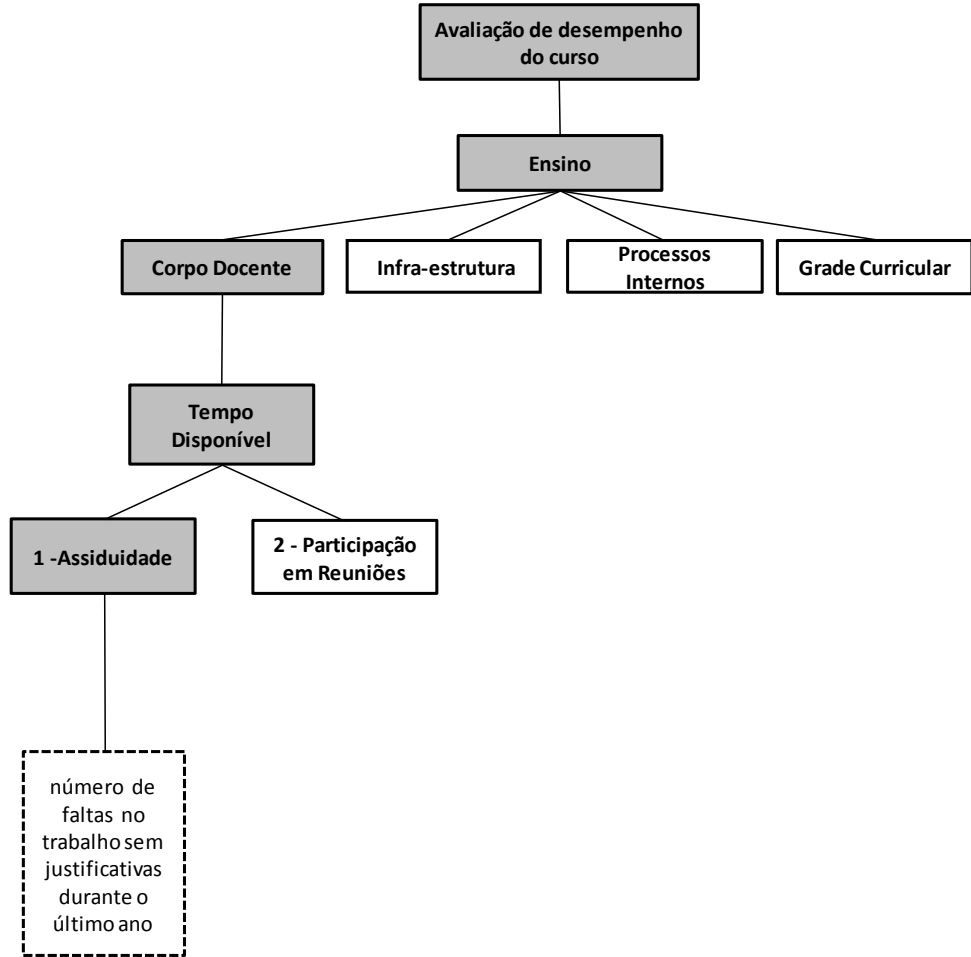 Avaliação de desempenho
do curso
Ensino
Corpo Docente
Infra-estrutura
Processos
Internos
Grade Curricular
Tempo
Disponível
1 -Assiduidade
2 - Participação
em Reuniões
número de
faltas no
trabalho sem
justificativas
durante o
último ano